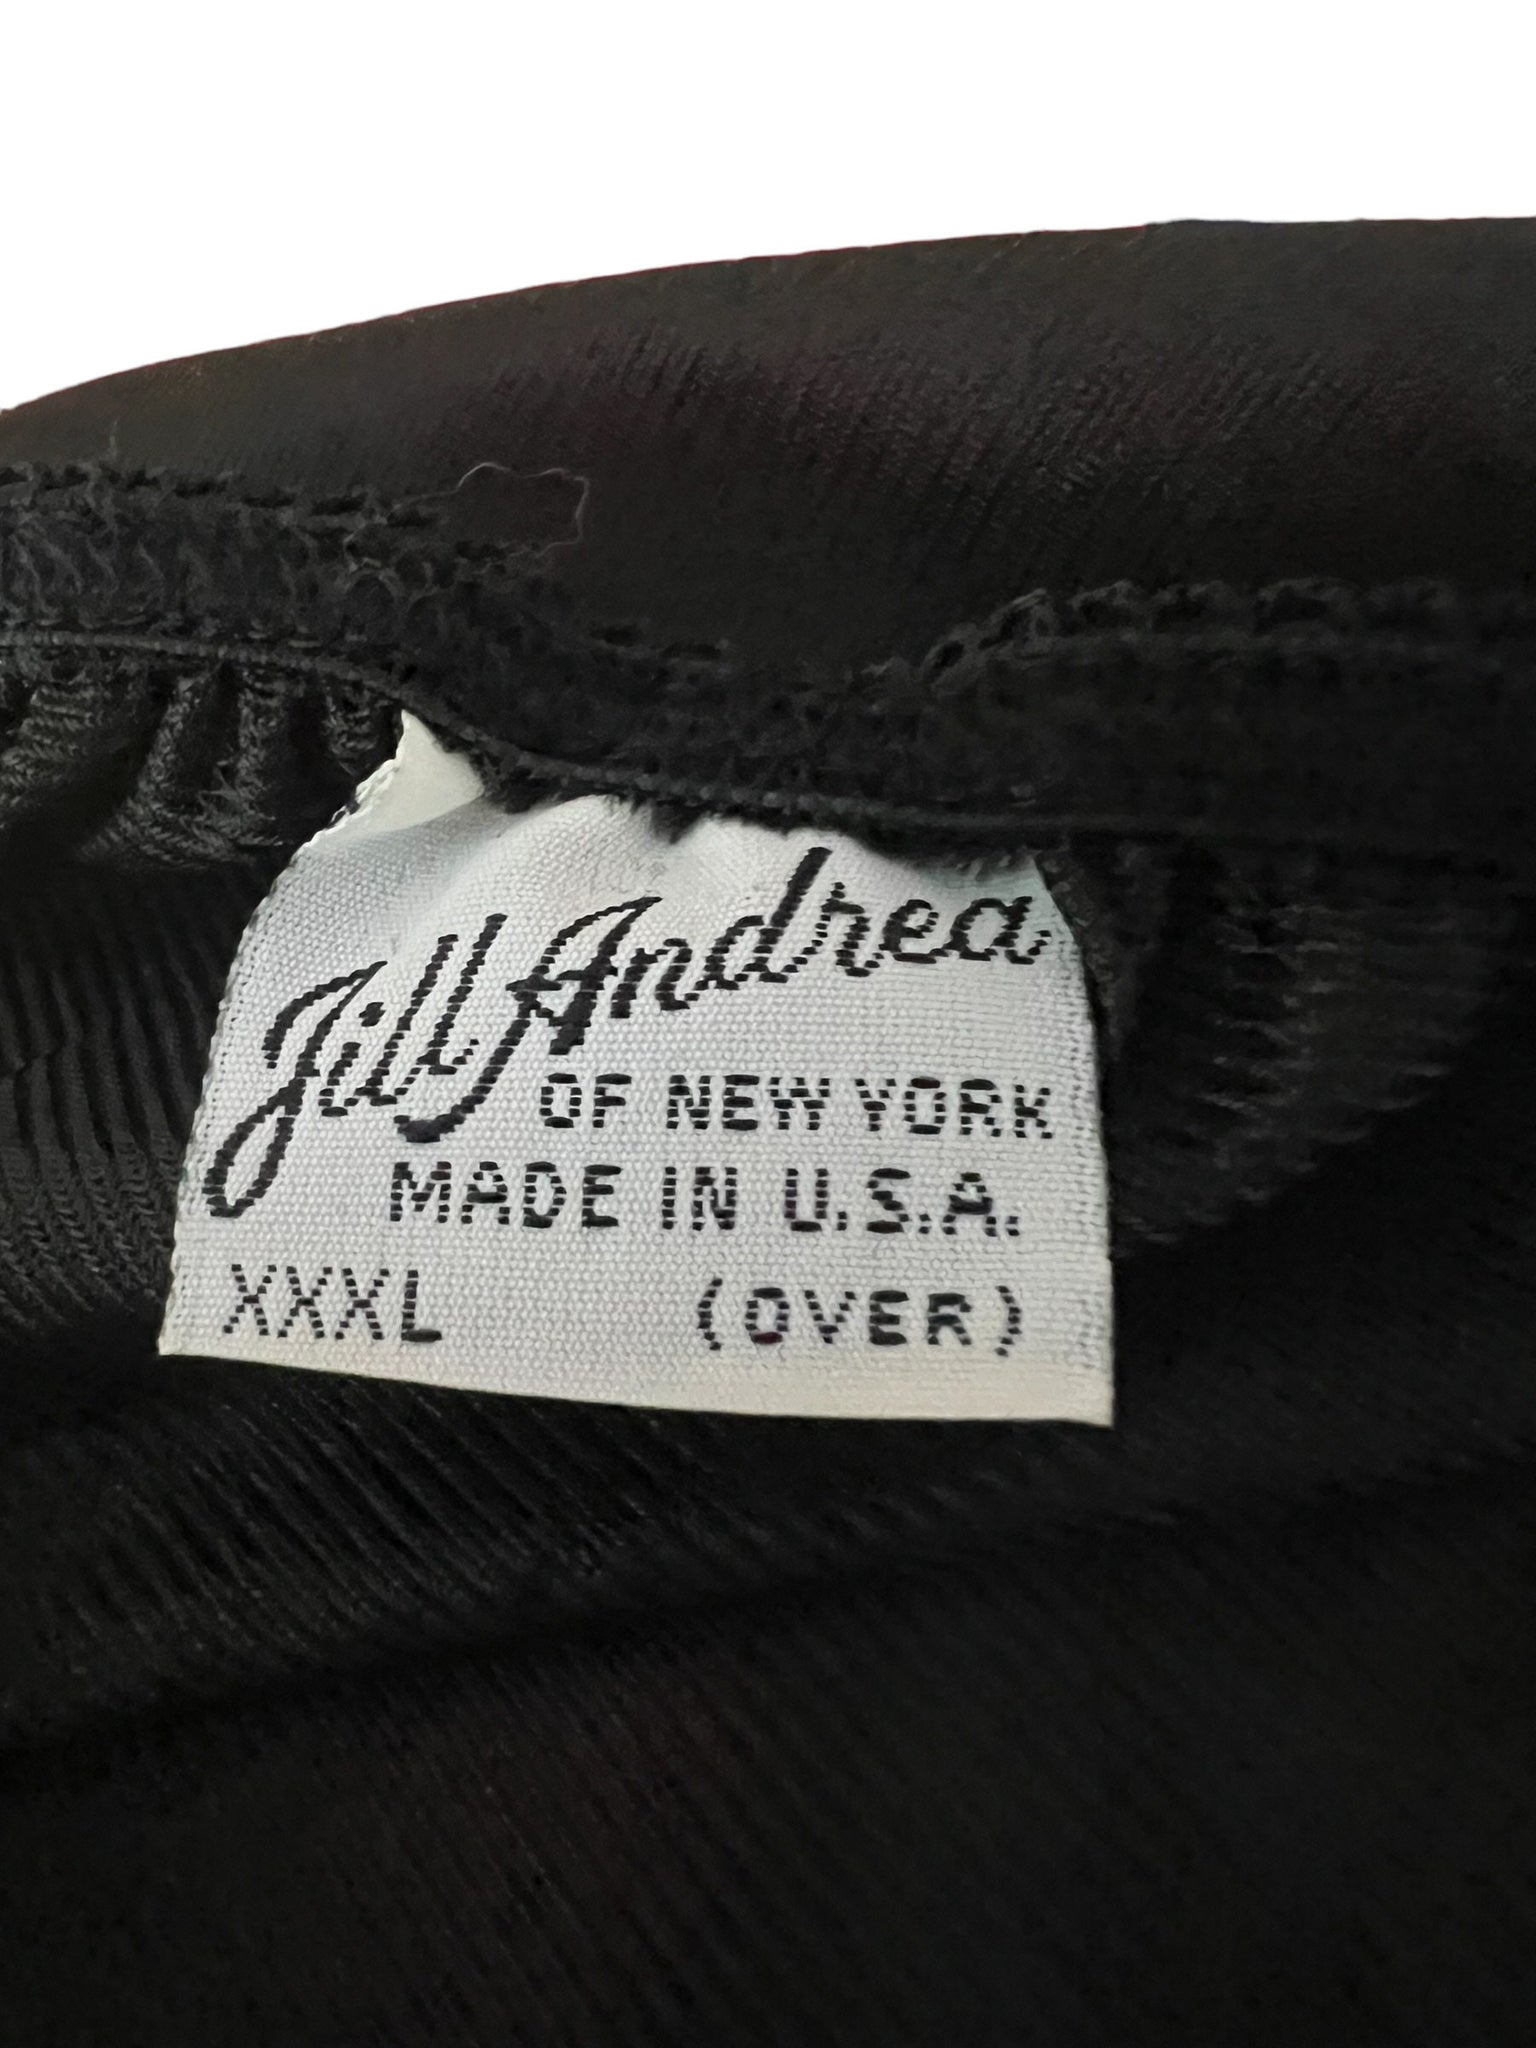 Jill Andrea
OF NEW YORK
MADE IN U.S.A.
XXXL (OVER)